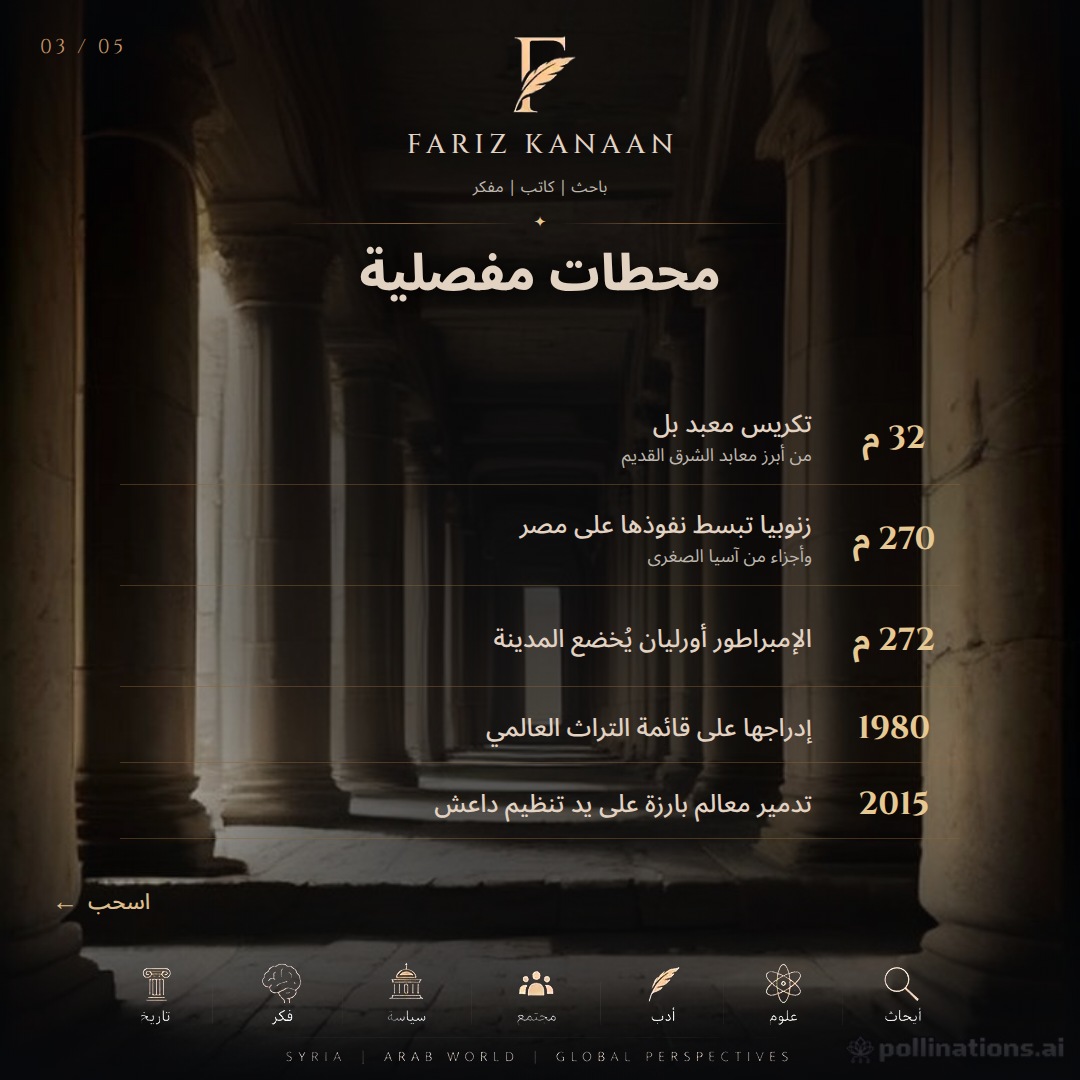 03 / 05
FARIZ KANAAN
باحث | كاتب | مفكر
محطات مفصلية
32 م
تكريس معبد بل
من أبرز معابد الشرق القديم
270 م
زنوبيا تبسط نفوذها على مصر
وأجزاء من آسيا الصغرى
272 م
الإمبراطور أورليان يُخضع المدينة
1980
إدراجها على قائمة التراث العالمي
2015
تدمير معالم بارزة على يد تنظيم داعش
اسحب ←
أبحاث
علوم
أدب
مجتمع
سياسة
فكر
تاريخ
SYRIA | ARAB WORLD | GLOBAL PERSPECTIVES
pollinations.ai